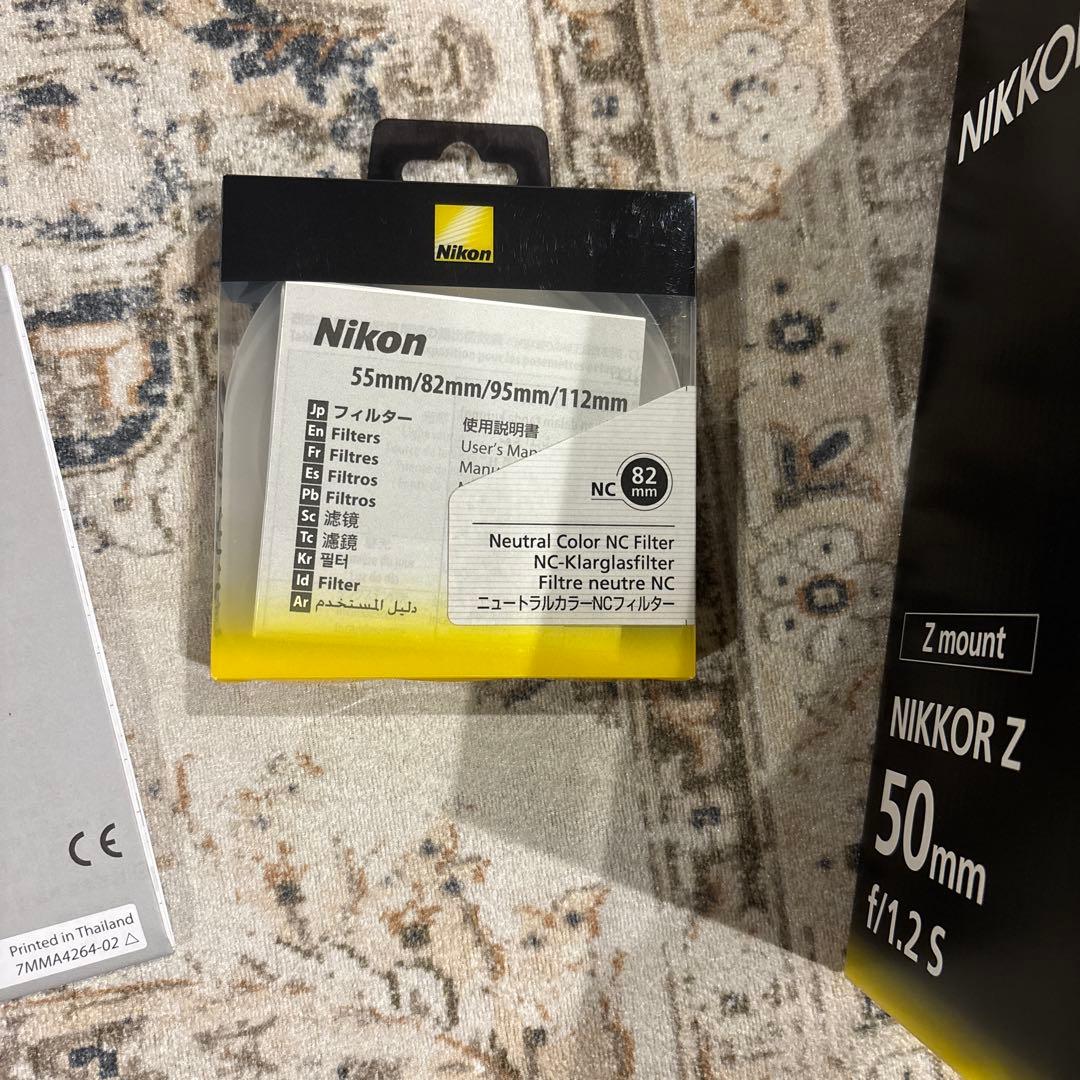 Nikon
Nikon
55mm/82mm/95mm/112mm
Jp フィルター
En Filters
Fr Filtres
Es Filtros
Pb Filtros
Sc 滤镜
Tc 濾鏡
Kr 필터
Id Filter
Ar دليل المستخدم
使用説明書
User's
NC 82 mm
Neutral Color NC Filter
NC-Klarglasfilter
Filtre neutre NC
ニュートラルカラーNCフィルター
CE
Printed in Thailand
7MMA4264-02
Z mount
NIKKOR Z
50mm
f/1.2 S